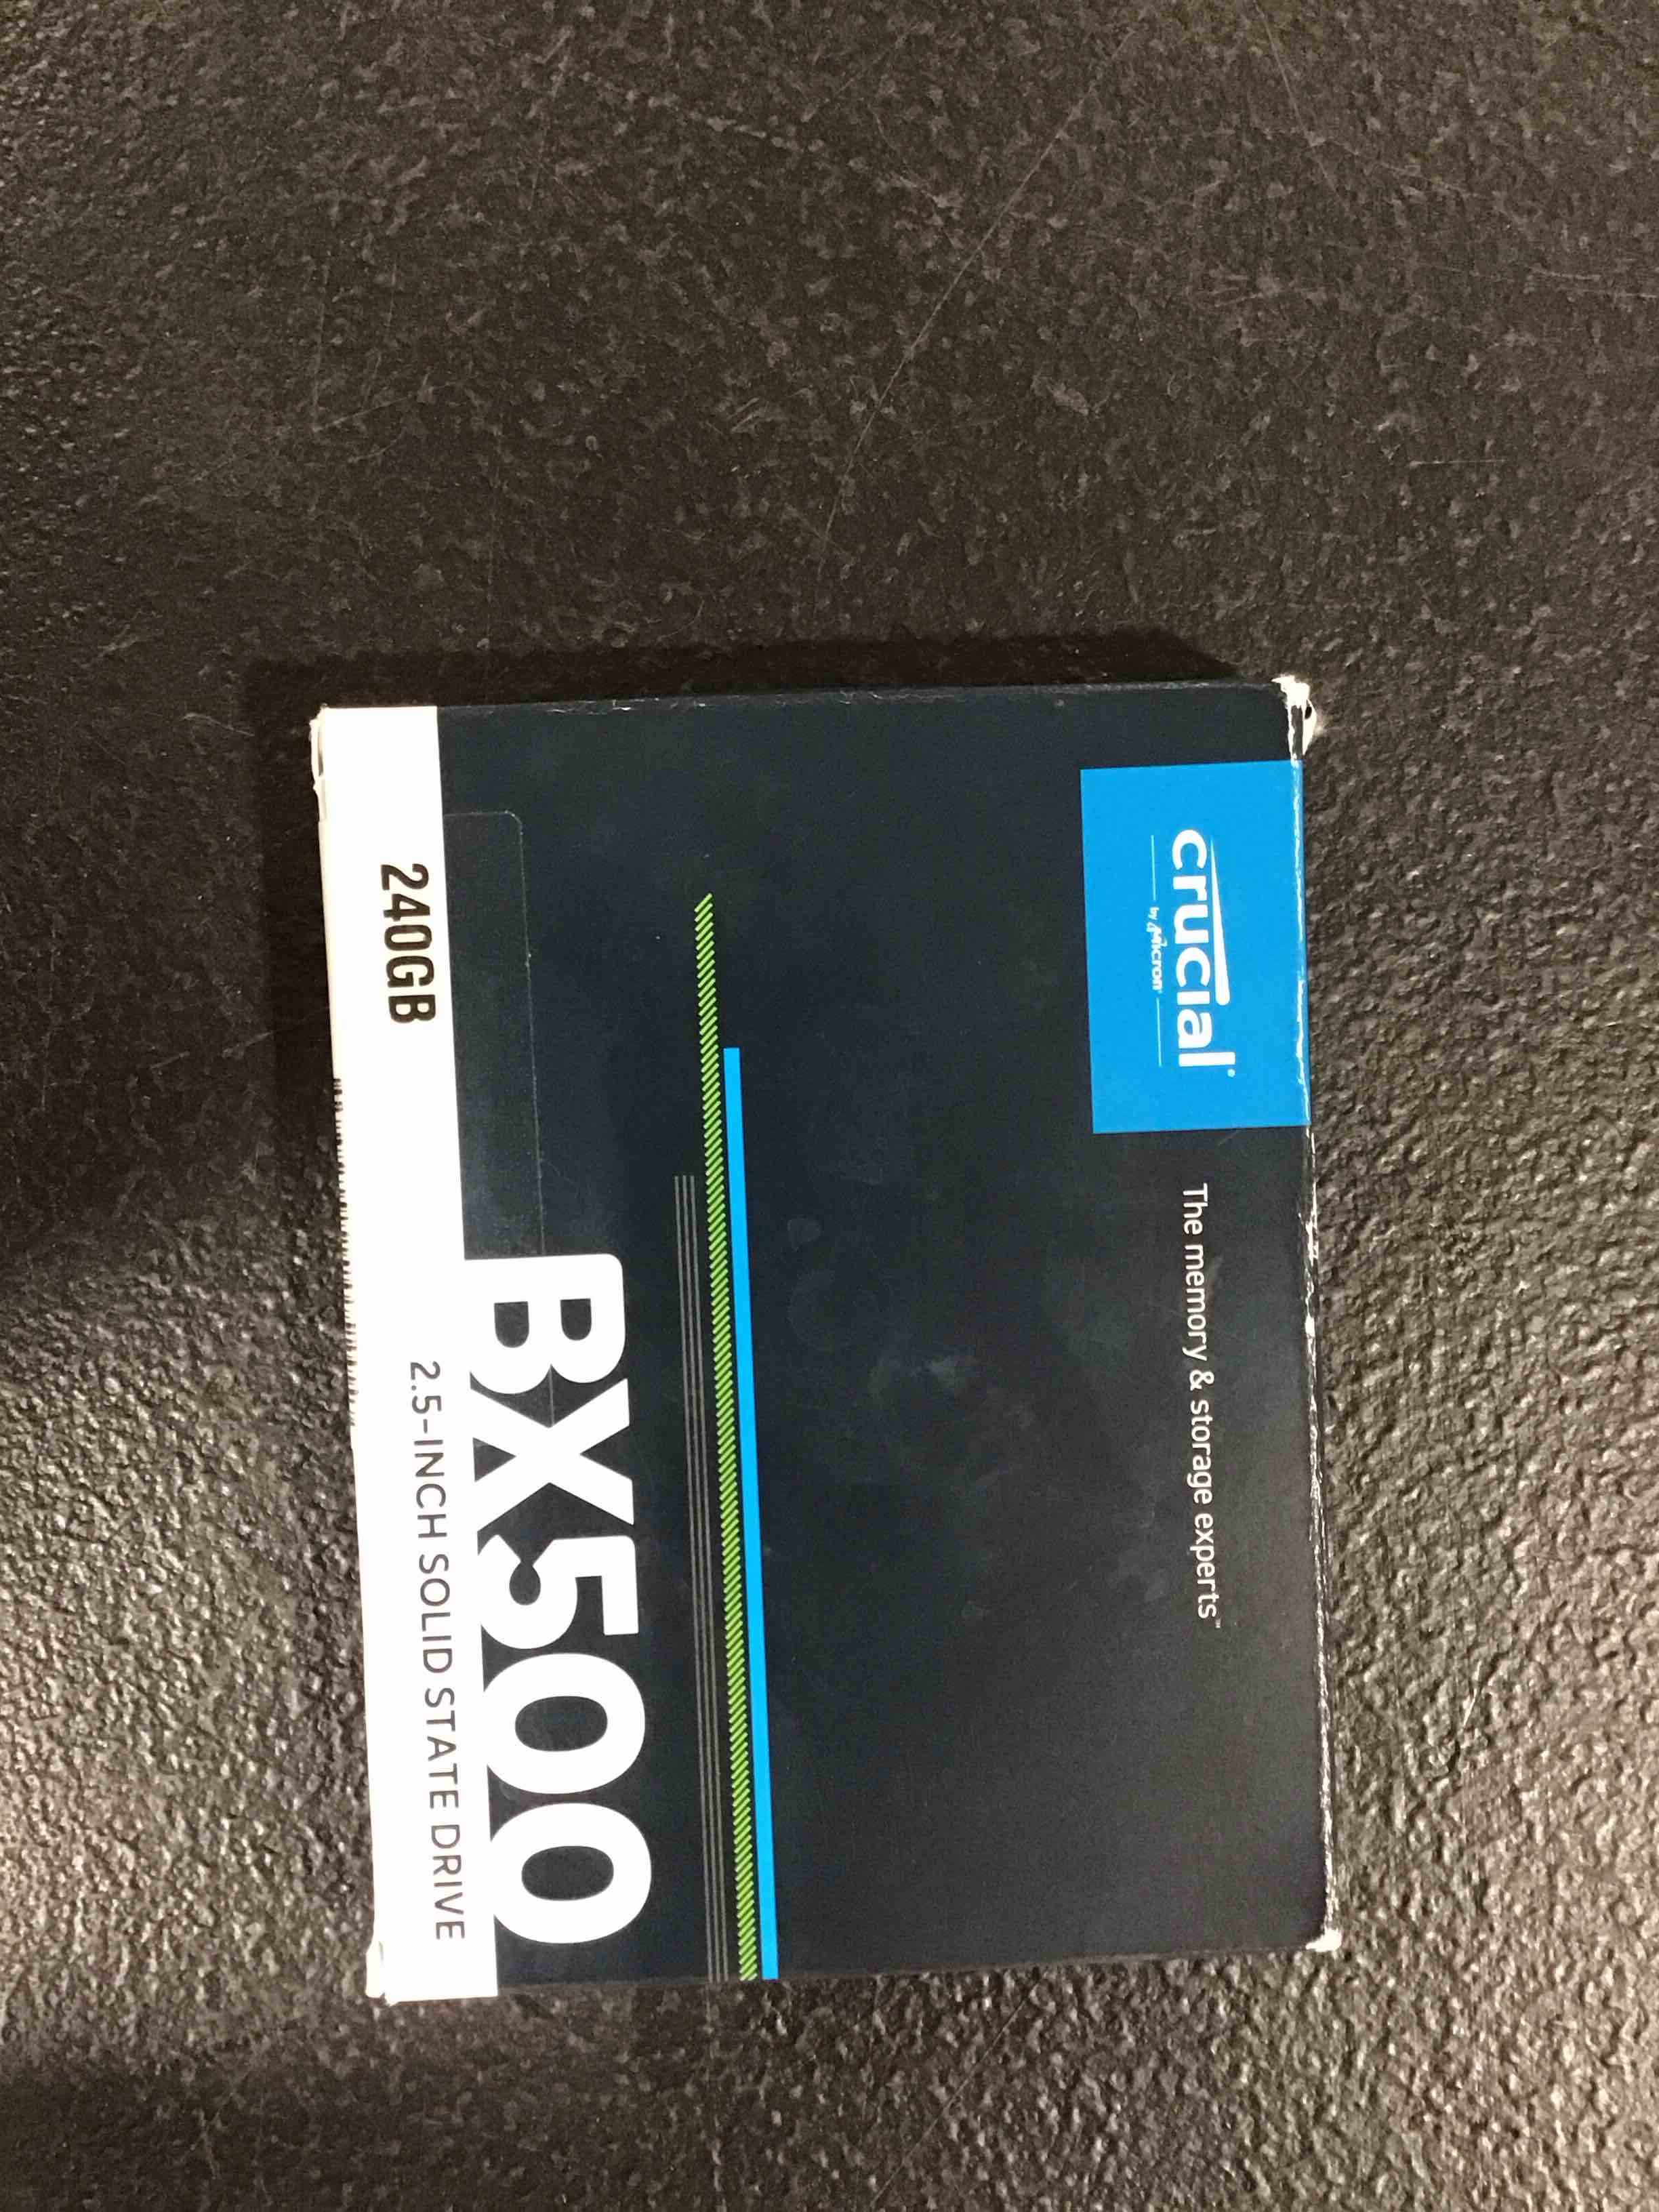 crucial®
by Micron®
The memory & storage experts™
BX500
240GB
2.5-INCH SOLID STATE DRIVE